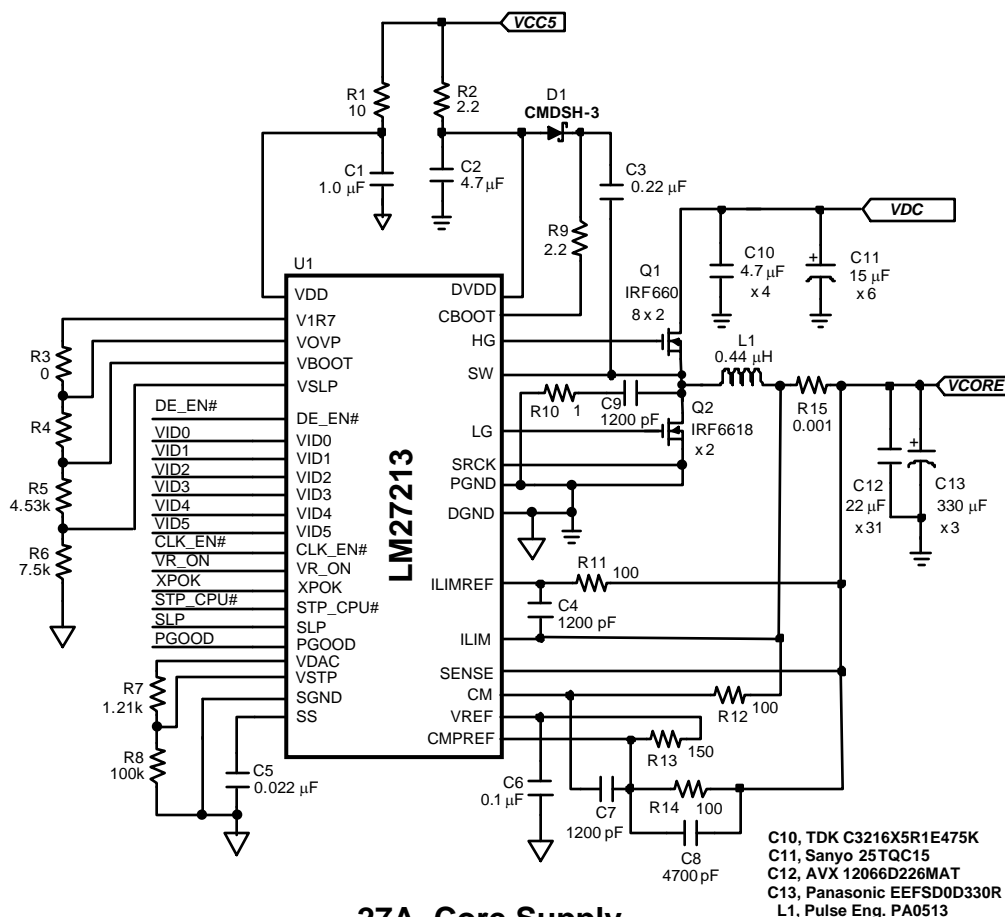 VCC5
R1
10
R2
2.2
D1
CMDSH-3
C1
1.0 µF
C2
4.7 µF
C3
0.22 µF
VDC
R9
2.2
C10
4.7 µF
x 4
C11
15 µF
x 6
Q1
IRF660
8 x 2
U1
VDD
V1R7
VOVP
VBOOT
VSLP
DE_EN#
VID0
VID1
VID2
VID3
VID4
VID5
CLK_EN#
VR_ON
XPOK
STP_CPU#
SLP
PGOOD
VDAC
VSTP
SGND
SS
LM27213
DVDD
CBOOT
HG
SW
LG
SRCK
PGND
DGND
ILIMREF
ILIM
SENSE
CM
VREF
CMPREF
R3
0
R4
R5
4.53k
R6
7.5k
DE_EN#
VID0
VID1
VID2
VID3
VID4
VID5
CLK_EN#
VR_ON
XPOK
STP_CPU#
SLP
PGOOD
R7
1.21k
R8
100k
C5
0.022 µF
L1
0.44 µH
R10
1
C9
1200 pF
Q2
IRF6618
x 2
R15
0.001
VCORE
C12
22 µF
x 31
C13
330 µF
x 3
R11
100
C4
1200 pF
R12
100
R13
150
C6
0.1 µF
C7
1200 pF
R14
100
C8
4700 pF
C10, TDK C3216X5R1E475K
C11, Sanyo 25TQC15
C12, AVX 12066D226MAT
C13, Panasonic EEFSD0D330R
L1, Pulse Eng. PA0513
27A Core Supply